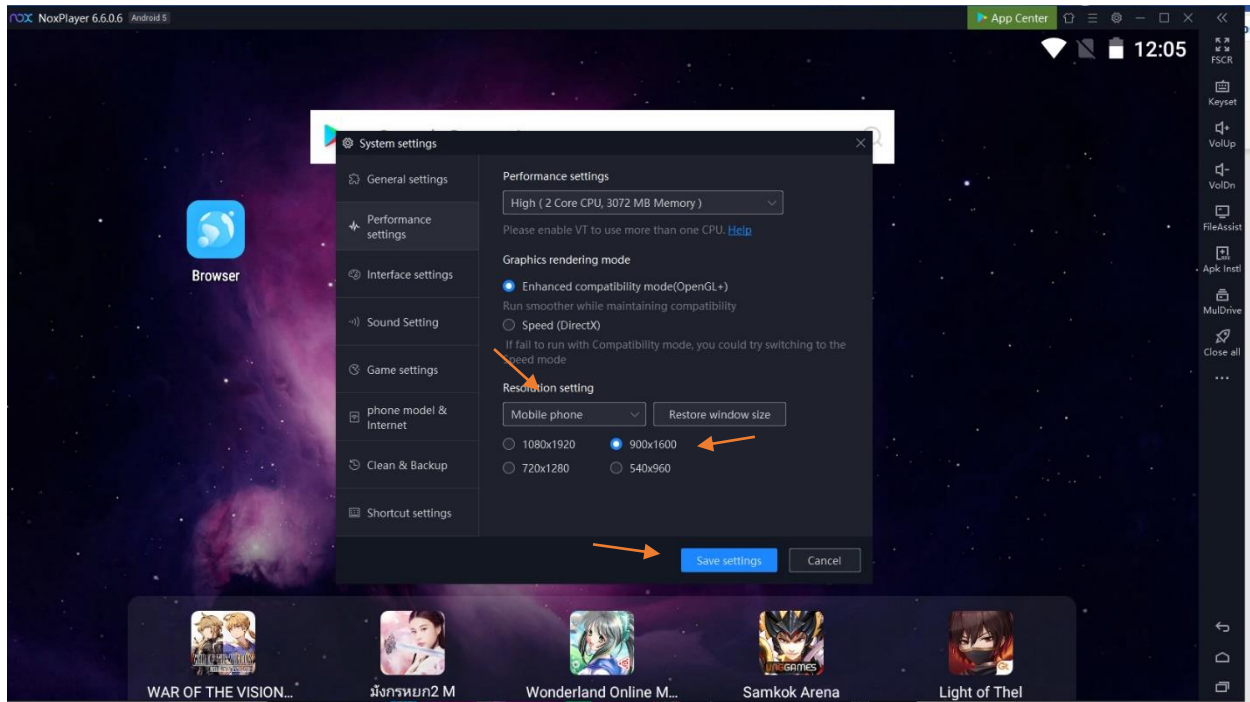 nox NoxPlayer 6.6.0.6 Android 5
App Center
12:05
FSCR
Keyset
VolUp
VolDn
FileAssist
Apk Instl
MulDrive
Close all
System settings
General settings
Performance
settings
Interface settings
Sound Setting
Game settings
phone model &
Internet
Clean & Backup
Shortcut settings
Performance settings
High ( 2 Core CPU, 3072 MB Memory )
Please enable VT to use more than one CPU. Help
Graphics rendering mode
Enhanced compatibility mode(OpenGL+)
Run smoother while maintaining compatibility
Speed (DirectX)
If fail to run with Compatibility mode, you could try switching to the
Speed mode
Resolution setting
Mobile phone Restore window size
1080x1920 900x1600
720x1280 540x960
Save settings Cancel
Browser
WAR OF THE VISION...
มังกรหยก2 M
Wonderland Online M...
UNGGAMES
Samkok Arena
Light of Thel